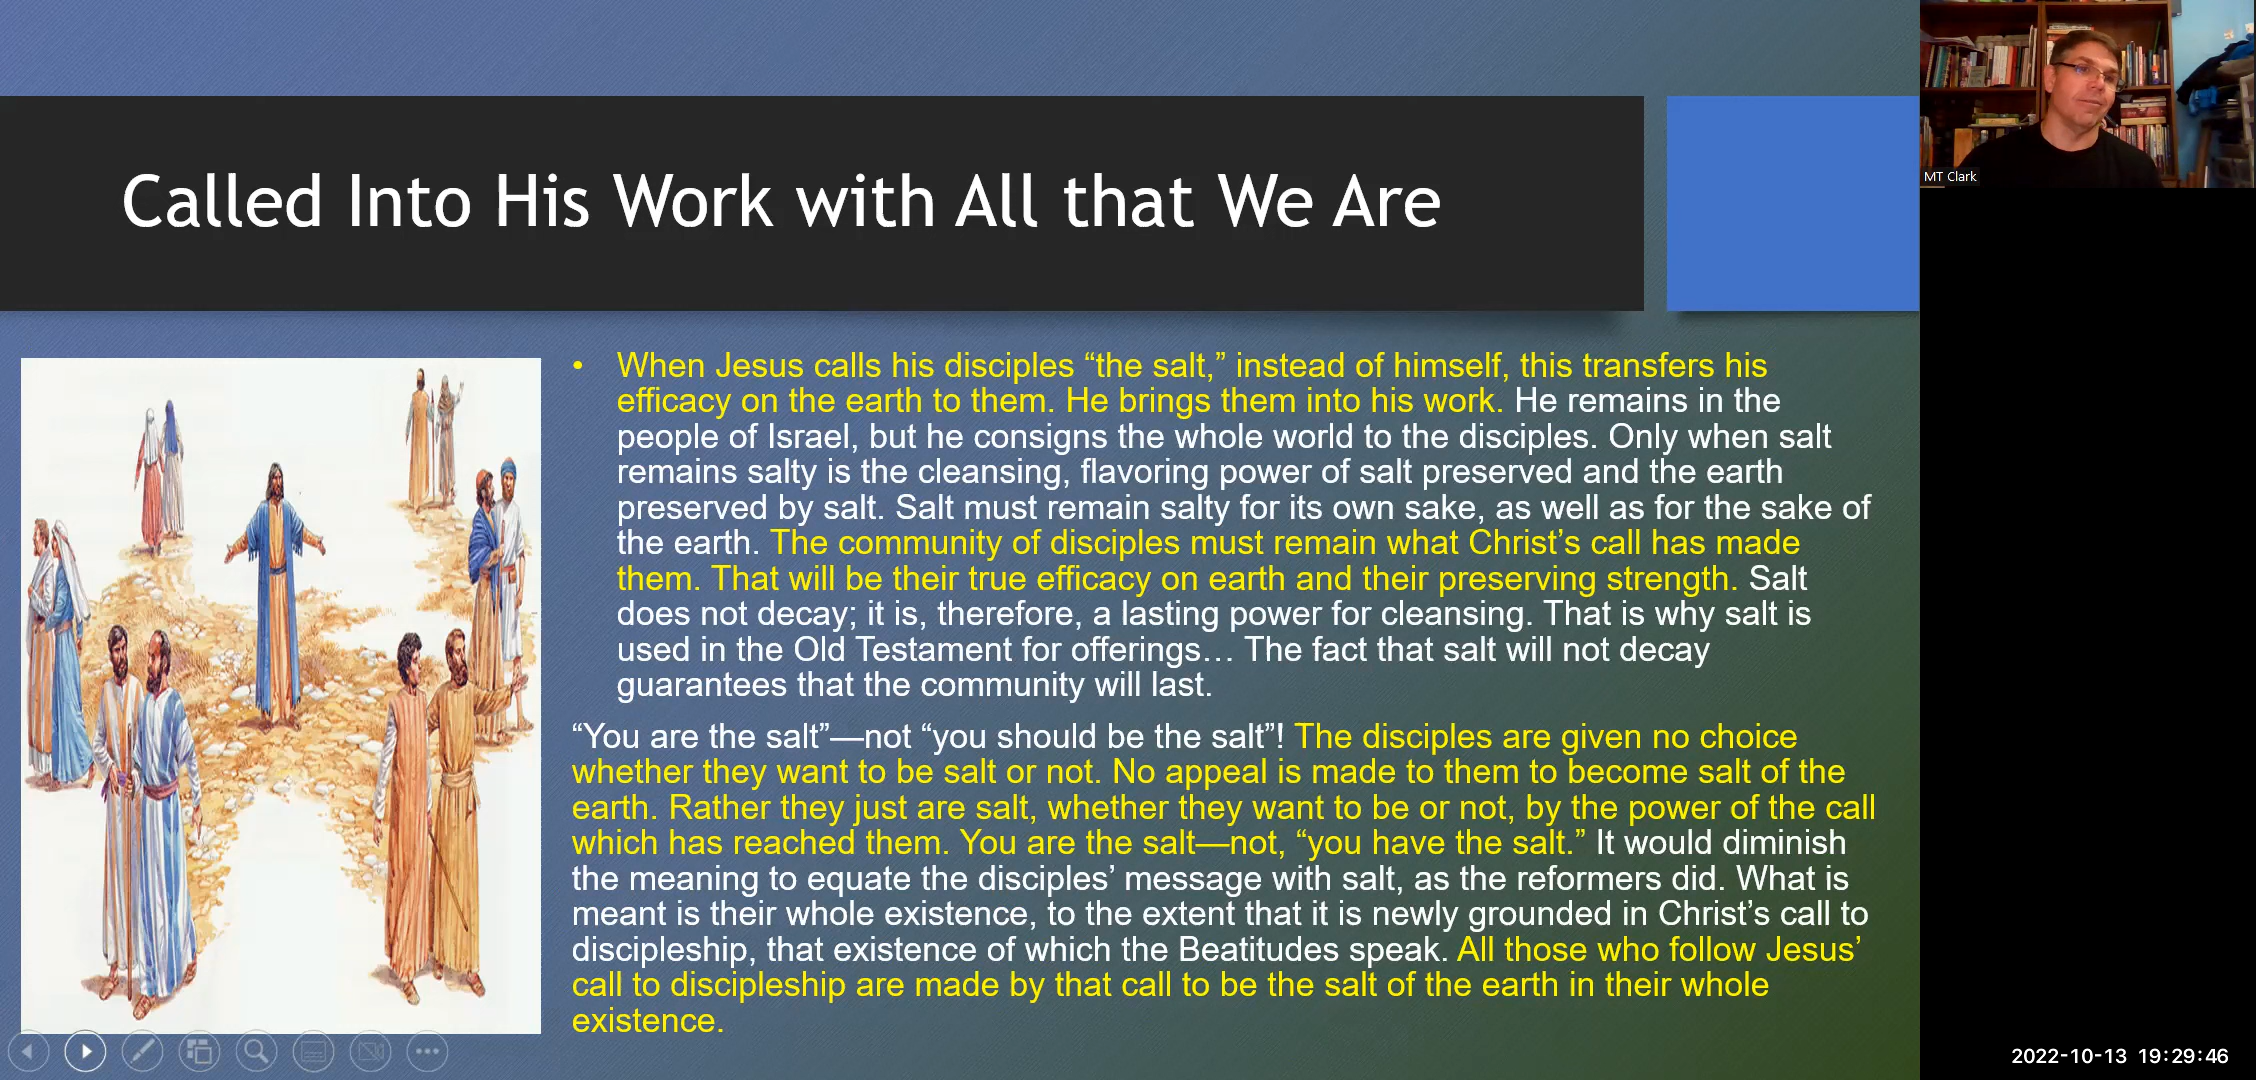 Called Into His Work with All that We Are
MT Clark
• When Jesus calls his disciples “the salt,” instead of himself, this transfers his
efficacy on the earth to them. He brings them into his work. He remains in the
people of Israel, but he consigns the whole world to the disciples. Only when salt
remains salty is the cleansing, flavoring power of salt preserved and the earth
preserved by salt. Salt must remain salty for its own sake, as well as for the sake of
the earth. The community of disciples must remain what Christ’s call has made
them. That will be their true efficacy on earth and their preserving strength. Salt
does not decay; it is, therefore, a lasting power for cleansing. That is why salt is
used in the Old Testament for offerings… The fact that salt will not decay
guarantees that the community will last.
“You are the salt”—not “you should be the salt”! The disciples are given no choice
whether they want to be salt or not. No appeal is made to them to become salt of the
earth. Rather they just are salt, whether they want to be or not, by the power of the call
which has reached them. You are the salt—not, “you have the salt.” It would diminish
the meaning to equate the disciples’ message with salt, as the reformers did. What is
meant is their whole existence, to the extent that it is newly grounded in Christ’s call to
discipleship, that existence of which the Beatitudes speak. All those who follow Jesus’
call to discipleship are made by that call to be the salt of the earth in their whole
existence.
2022-10-13 19:29:46